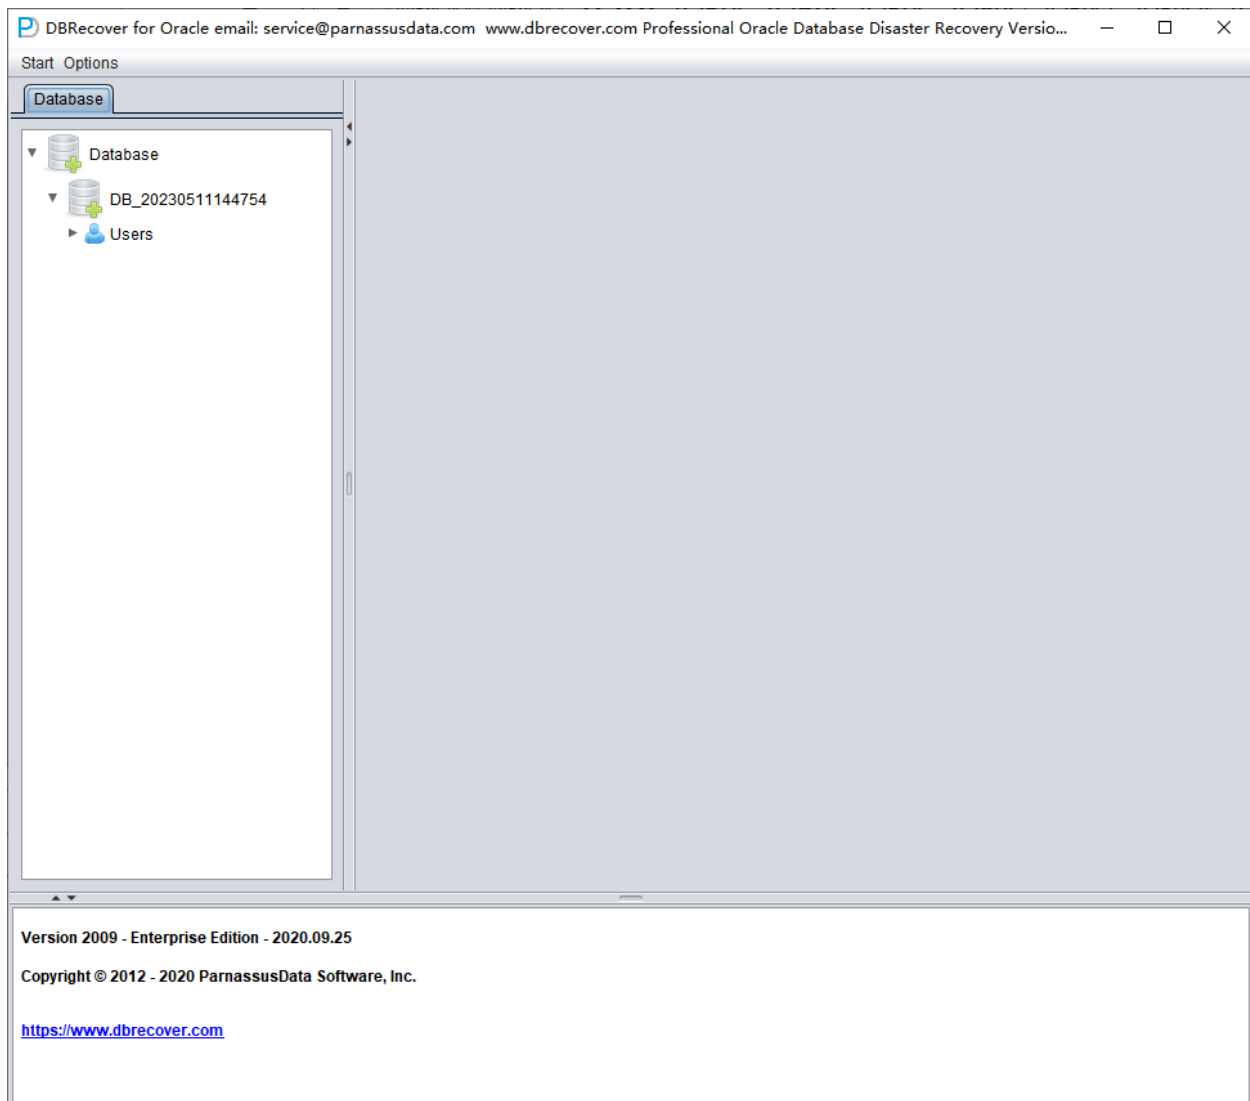 DBRecover for Oracle email: service@parnassusdata.com www.dbrecover.com Professional Oracle Database Disaster Recovery Versio...
Start Options
Database
Database
DB_20230511144754
Users
Version 2009 - Enterprise Edition - 2020.09.25
Copyright © 2012 - 2020 ParnassusData Software, Inc.
https://www.dbrecover.com